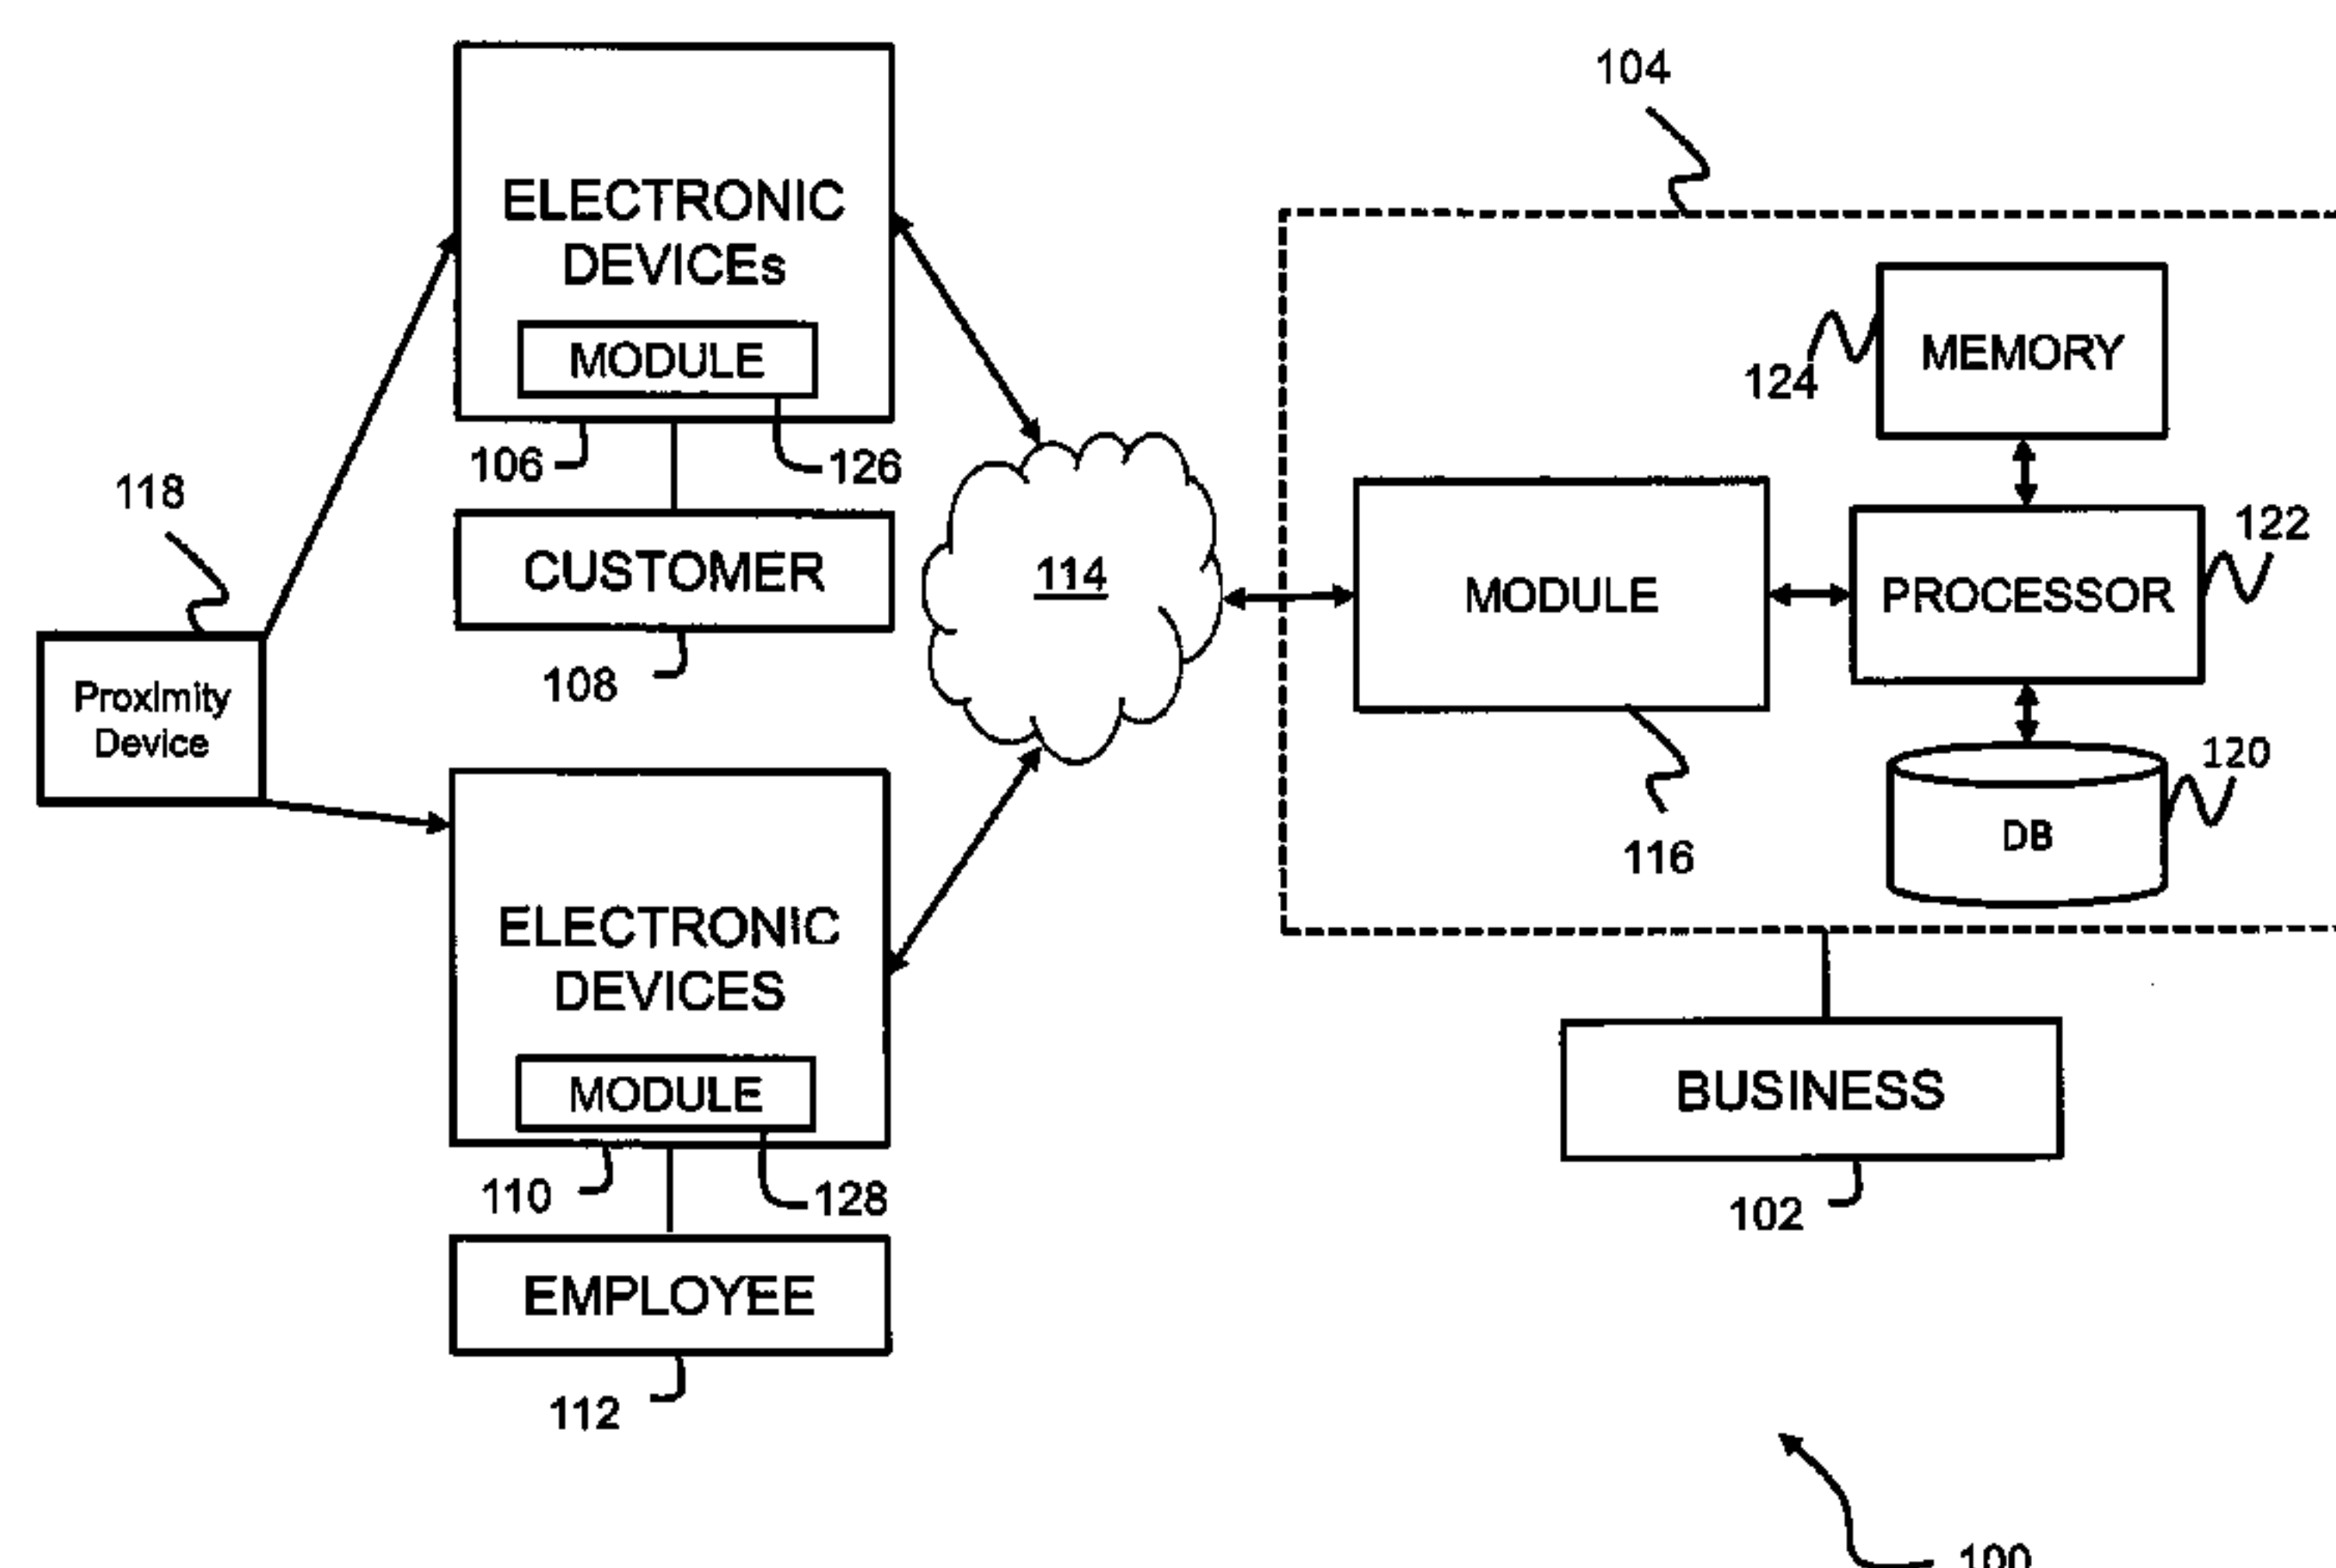 104
ELECTRONIC
DEVICEs
MODULE
106
126
118
CUSTOMER
108
Proximity
Device
114
MEMORY
124
122
MODULE
PROCESSOR
120
DB
116
ELECTRONIC
DEVICES
MODULE
110
128
BUSINESS
102
EMPLOYEE
112
100